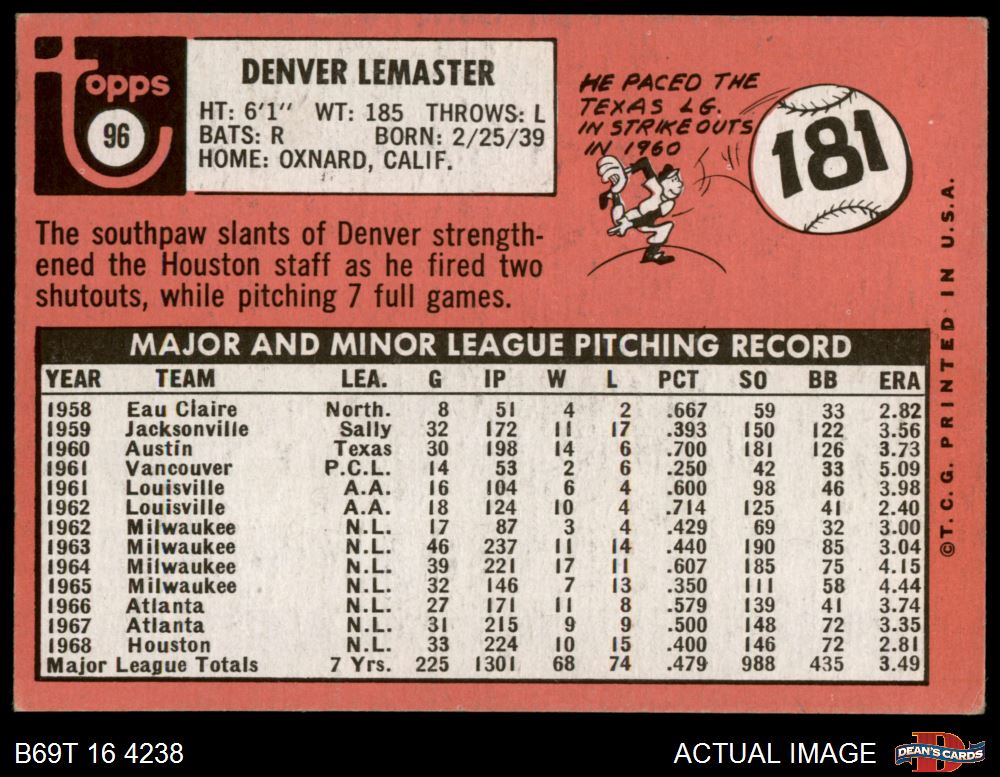 Topps
96
DENVER LEMASTER
HT: 6'1" WT: 185 THROWS: L
BATS: R BORN: 2/25/39
HOME: OXNARD, CALIF.
HE PACED THE
TEXAS LG.
IN STRIKEOUTS
IN 1960
181
The southpaw slants of Denver strength-
ened the Houston staff as he fired two
shutouts, while pitching 7 full games.
MAJOR AND MINOR LEAGUE PITCHING RECORD
YEAR TEAM LEA. G IP W L PCT SO BB ERA
1958 Eau Claire North. 8 51 4 2 .667 59 33 2.82
1959 Jacksonville Sally 32 172 11 17 .393 150 122 3.56
1960 Austin Texas 30 198 14 6 .700 181 126 3.73
1961 Vancouver P.C.L. 14 53 2 6 .250 42 33 5.09
1961 Louisville A.A. 16 104 6 4 .600 98 46 3.98
1962 Louisville A.A. 18 124 10 4 .714 125 41 2.40
1962 Milwaukee N.L. 17 87 3 4 .429 69 32 3.00
1963 Milwaukee N.L. 46 237 11 14 .440 190 85 3.04
1964 Milwaukee N.L. 39 221 17 11 .607 185 75 4.15
1965 Milwaukee N.L. 32 146 7 13 .350 111 58 4.44
1966 Atlanta N.L. 27 171 11 8 .579 139 41 3.74
1967 Atlanta N.L. 31 215 9 9 .500 148 72 3.35
1968 Houston N.L. 33 224 10 15 .400 146 72 2.81
Major League Totals 7 Yrs. 225 1301 68 74 .479 988 435 3.49
©T.C.G. PRINTED IN U.S.A.
B69T 16 4238
ACTUAL IMAGE
DEAN'S CARDS